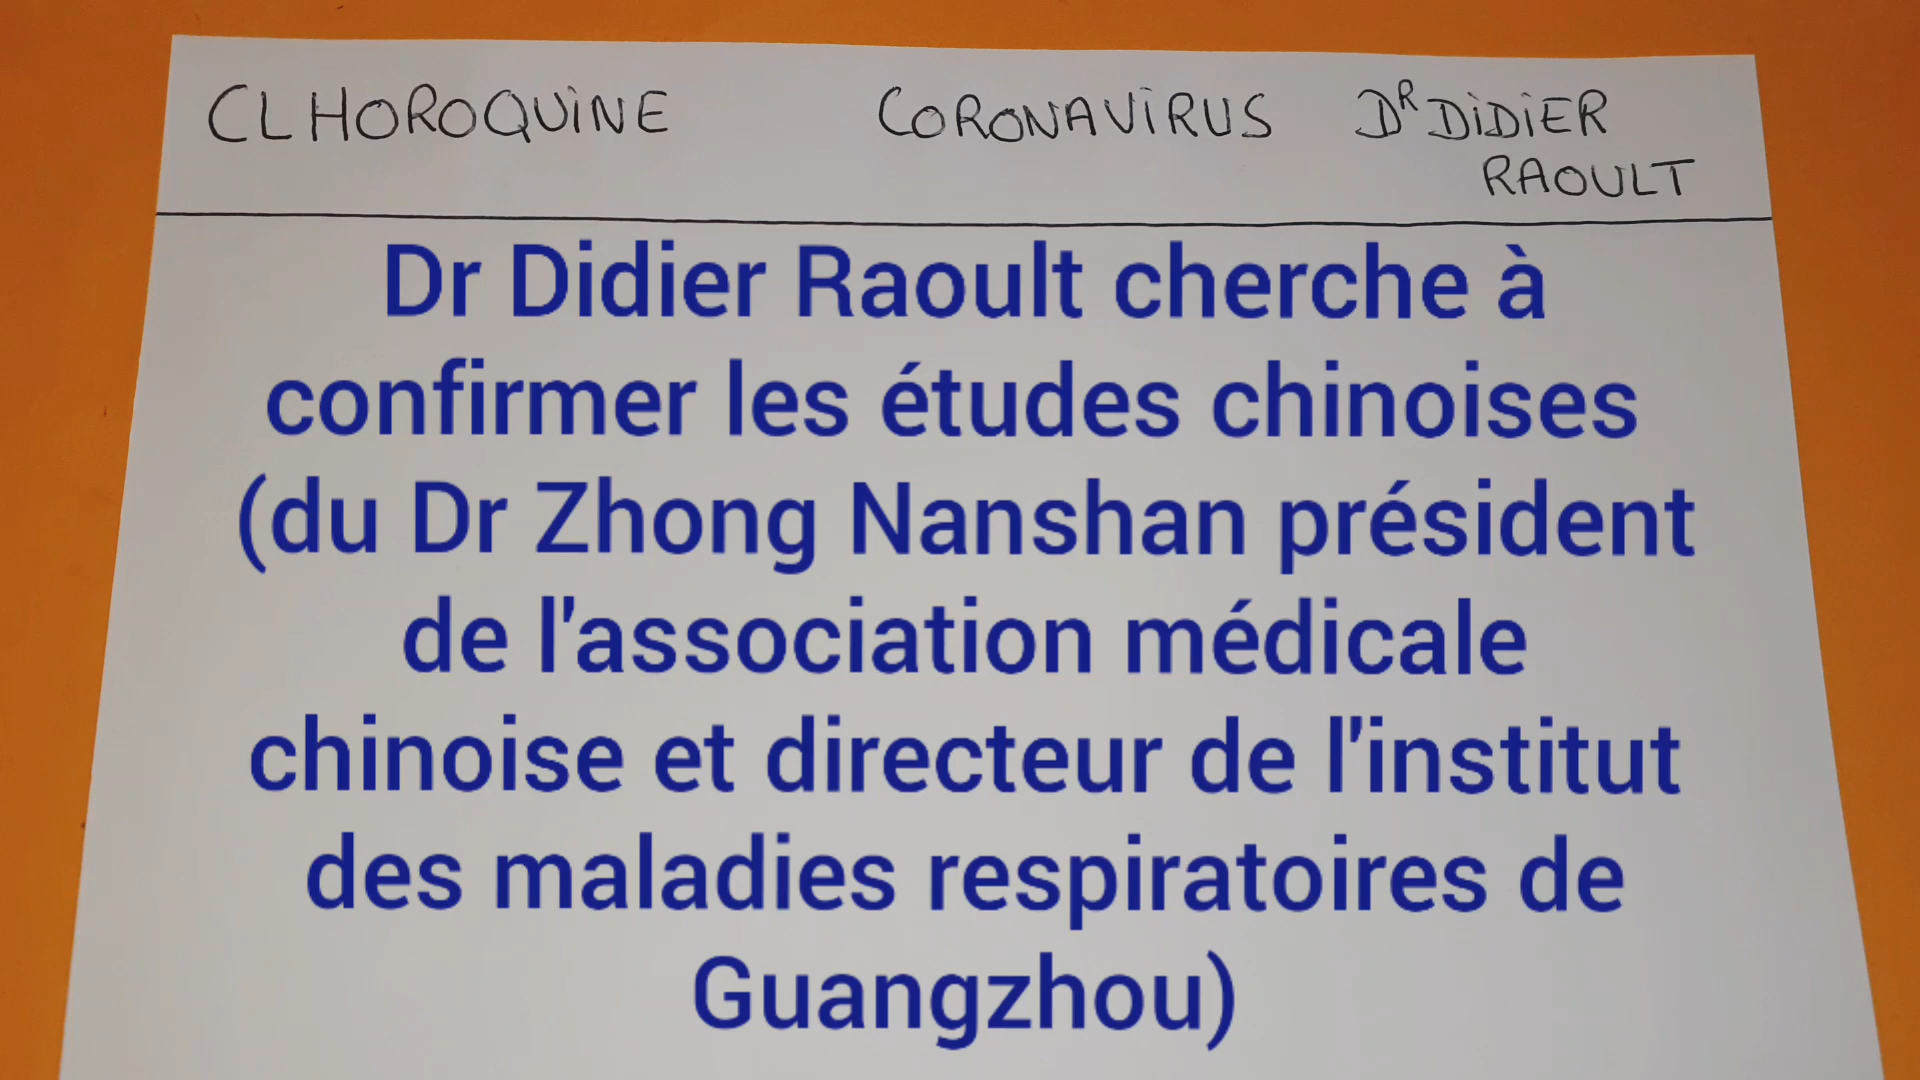 CLHOROQUINE CORONAVIRUS DR DIDIER
RAOULT
Dr Didier Raoult cherche à
confirmer les études chinoises
(du Dr Zhong Nanshan président
de l'association médicale
chinoise et directeur de l'institut
des maladies respiratoires de
Guangzhou)